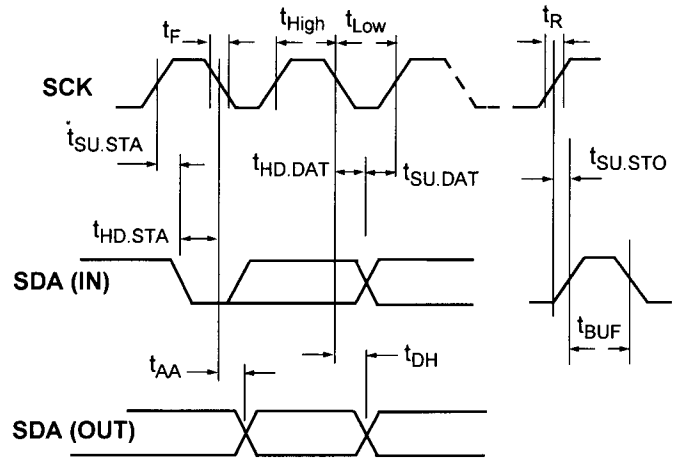 tF tHigh tLow tR
SCK
tSU.STA tHD.DAT tSU.DAT tSU.STO
tHD.STA
SDA (IN)
tBUF
tAA tDH
SDA (OUT)